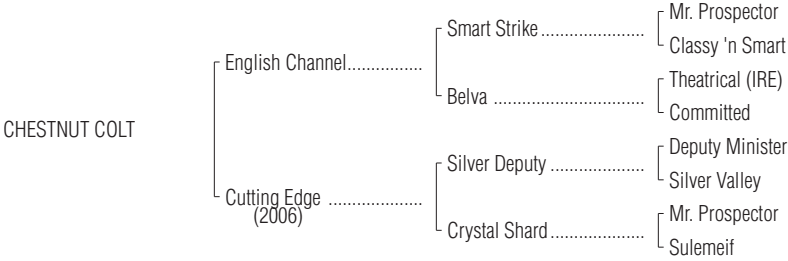 Mr. Prospector
Smart Strike......................
Classy 'n Smart
English Channel................
Theatrical (IRE)
Belva ................................
Committed
CHESTNUT COLT
Deputy Minister
Silver Deputy ....................
Silver Valley
Cutting Edge ....................
(2006)
Mr. Prospector
Crystal Shard....................
Sulemeif